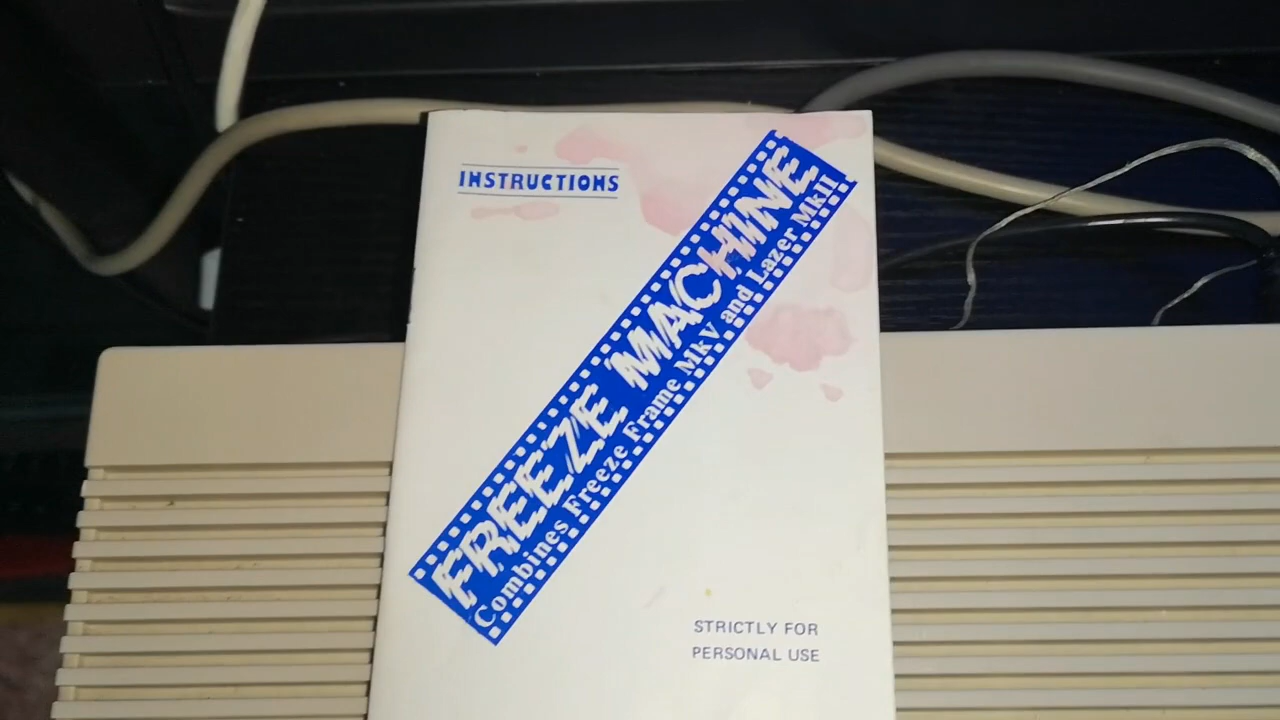 INSTRUCTIONS
FREEZE MACHINE
Combines Freeze Frame MkV and Lazer MkII
STRICTLY FOR
PERSONAL USE